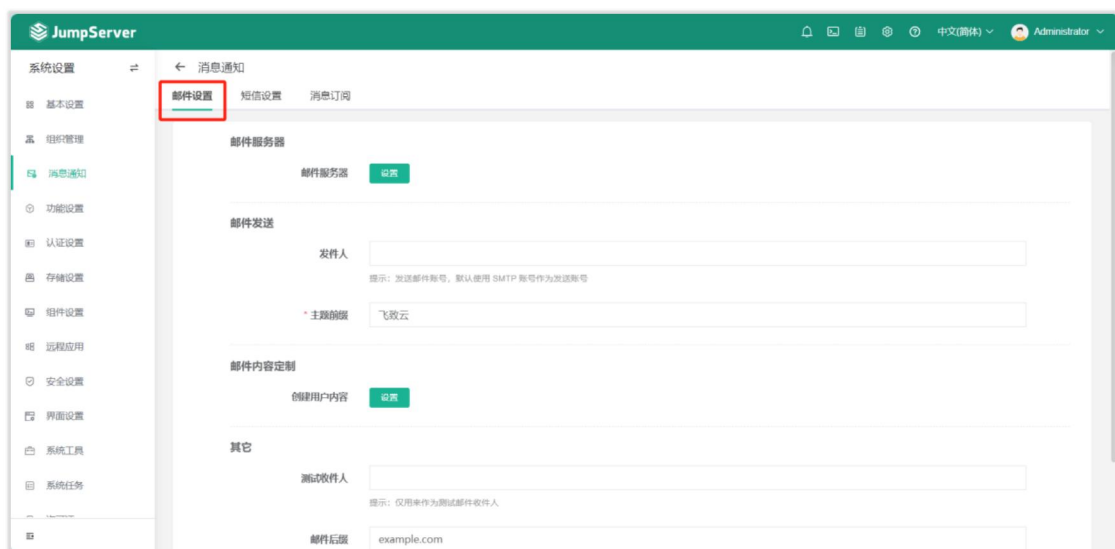 JumpServer
中文(简体)
Administrator
系统设置
消息通知
基本设置
组织管理
消息通知
功能设置
认证设置
存储设置
组件设置
远程应用
安全设置
界面设置
系统工具
系统任务
邮件设置 短信设置 消息订阅
邮件服务器
邮件服务器 设置
邮件发送
发件人
提示：发送邮件账号，默认使用 SMTP 账号作为发送账号
* 主题前缀 飞致云
邮件内容定制
创建用户内容 设置
其它
测试收件人
提示：仅用来作为测试邮件收件人
邮件后缀 example.com